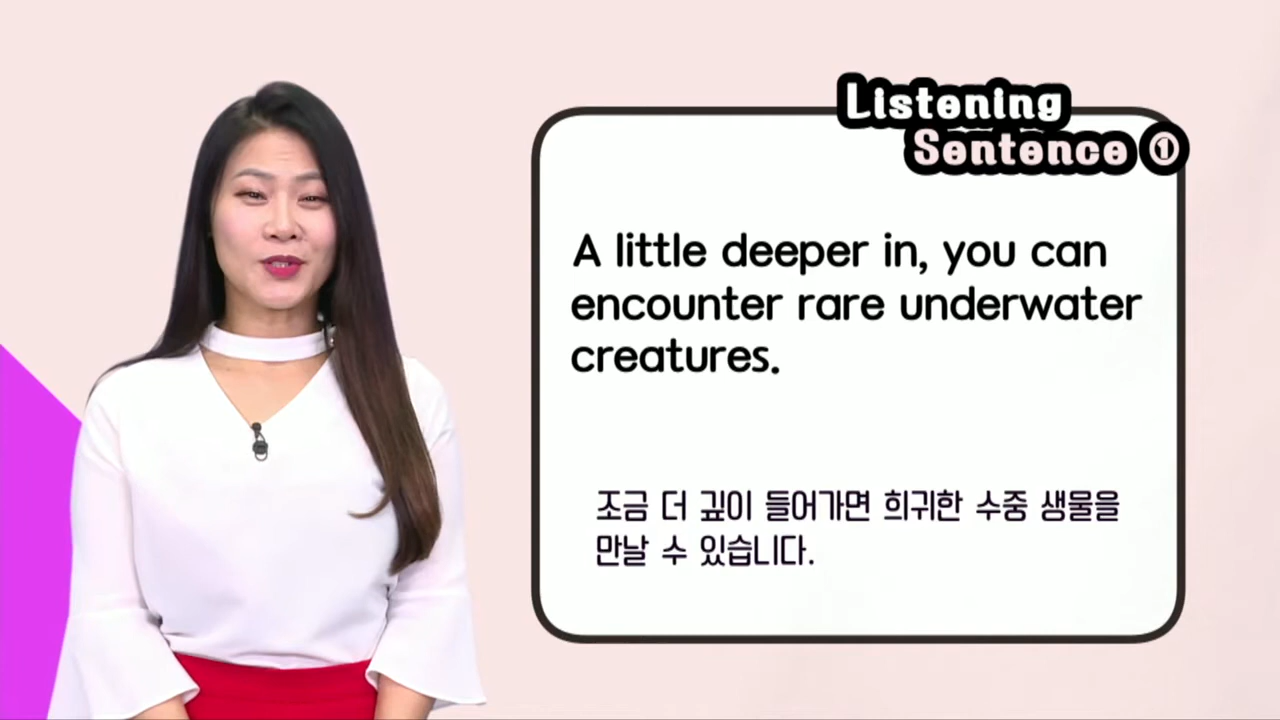 Listening
Sentence ①
A little deeper in, you can
encounter rare underwater
creatures.
조금 더 깊이 들어가면 희귀한 수중 생물을
만날 수 있습니다.